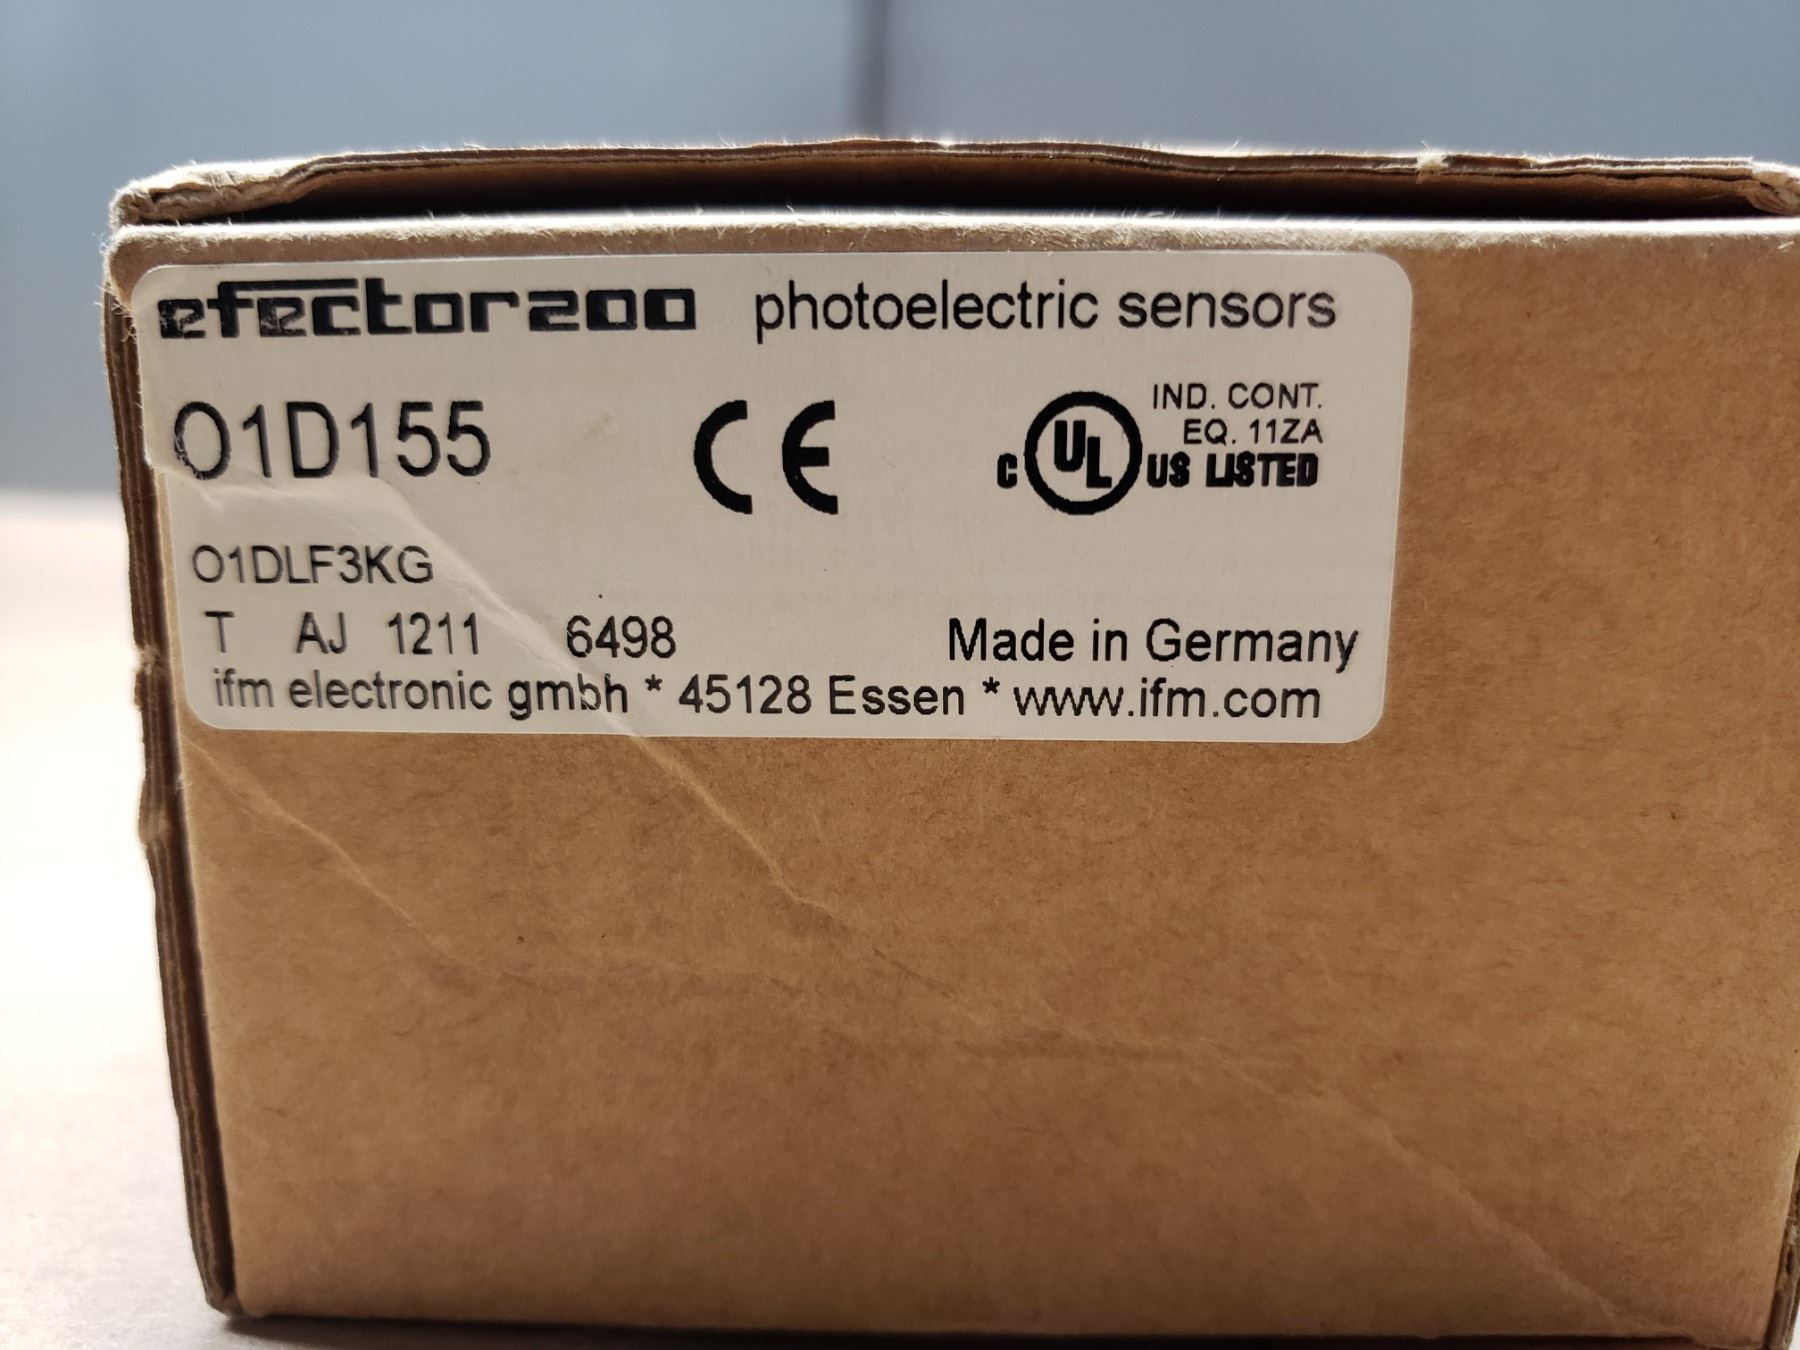 efector200 photoelectric sensors
O1D155
CE
IND. CONT.
EQ. 11ZA
C UL US LISTED
O1DLF3KG
T AJ 1211 6498 Made in Germany
ifm electronic gmbh * 45128 Essen * www.ifm.com